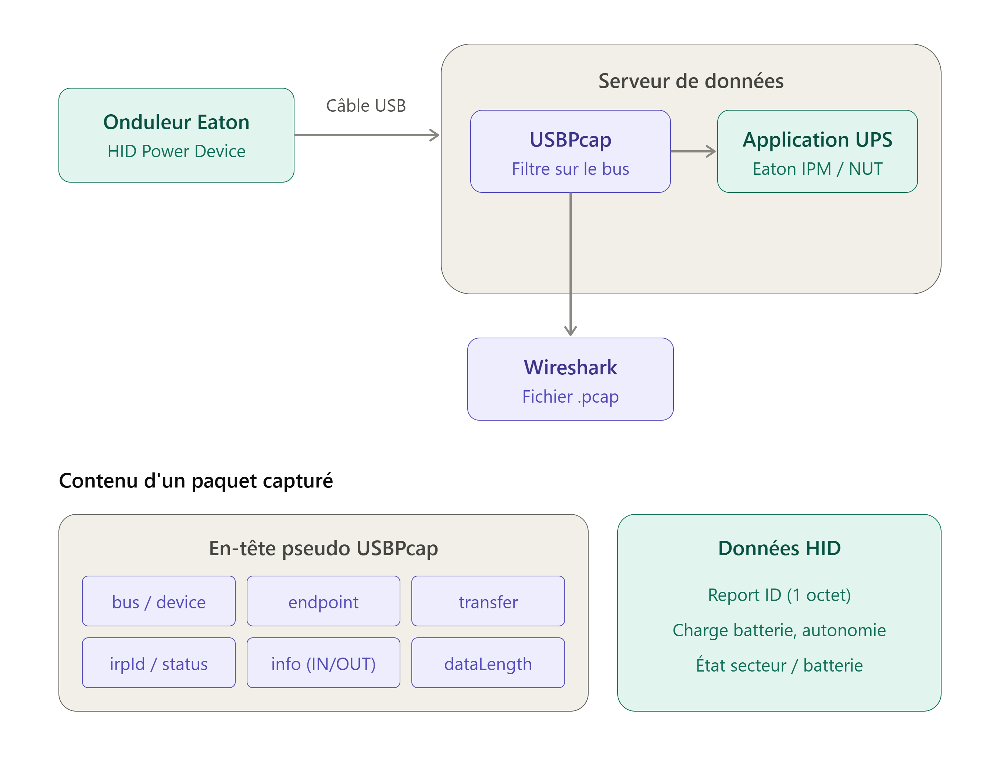 Serveur de données
Onduleur Eaton
HID Power Device
Câble USB
USBPcap
Filtre sur le bus
Application UPS
Eaton IPM / NUT
Wireshark
Fichier .pcap
Contenu d'un paquet capturé
En-tête pseudo USBPcap
bus / device
endpoint
transfer
irpId / status
info (IN/OUT)
dataLength
Données HID
Report ID (1 octet)
Charge batterie, autonomie
État secteur / batterie